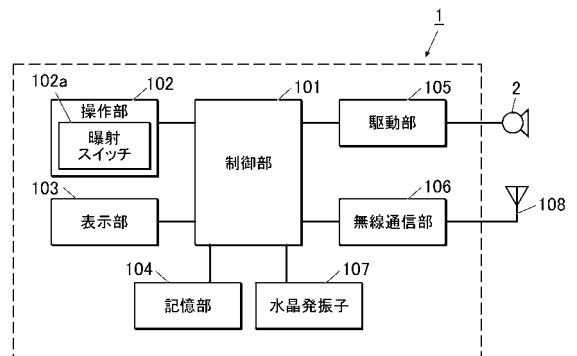 1
102a
102
101
105
2
操作部
曝射
スイッチ
制御部
駆動部
103
106
108
表示部
無線通信部
104
107
記憶部
水晶発振子